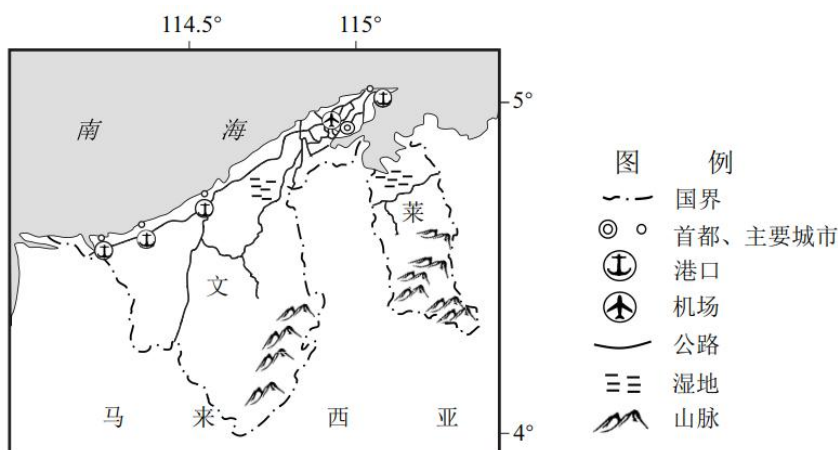 114.5° 115°
南 海
5°
莱
文
马 来 西 亚
4°
图 例
国界
首都、主要城市
港口
机场
公路
湿地
山脉